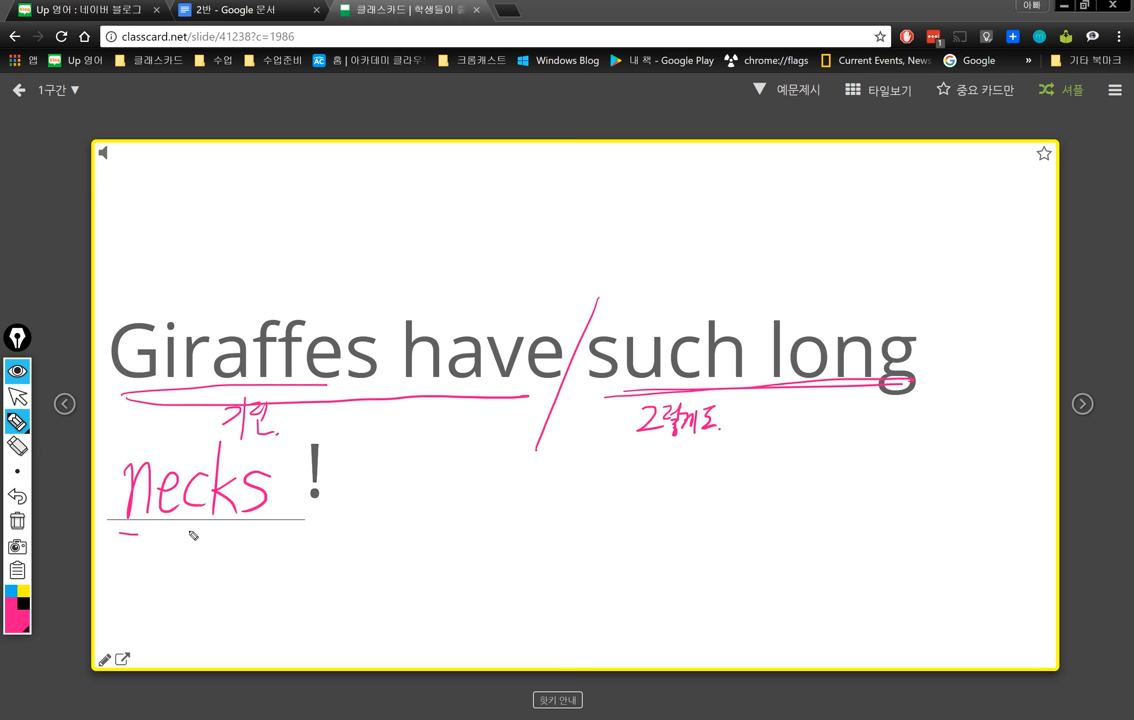 Up 영어 : 네이버 블로그
2반 - Google 문서
클래스카드 | 학생들이
아빠
classcard.net/slide/41238?c=1986
1
앱
Up 영어
클래스카드
수업
수업준비
홈 | 아카데미 클라우
크롬캐스트
Windows Blog
내 책 - Google Play
chrome://flags
Current Events, News
Google
»
기타 북마크
1구간 ▼
예문제시
타일보기
중요 카드만
셔플
Giraffes have / such long
기린.
그렇게도.
necks !
핫키 안내